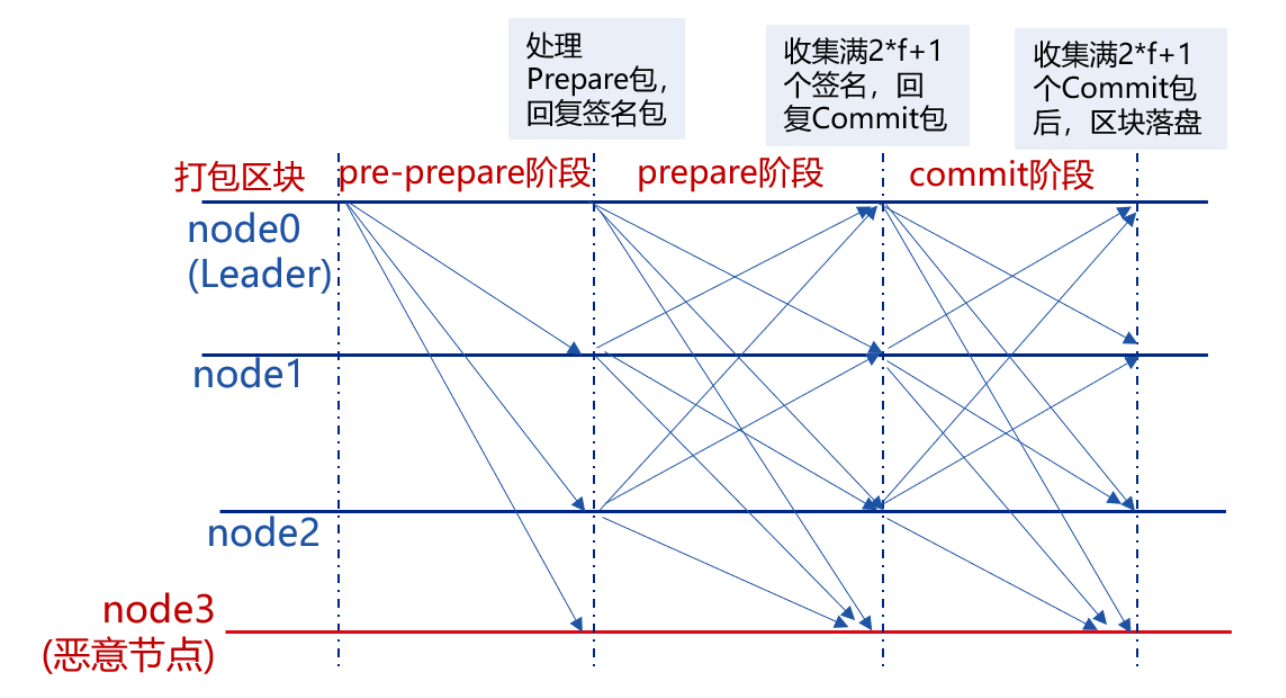 处理
Prepare包，
回复签名包
收集满2*f+1
个签名，回
复Commit包
收集满2*f+1
个Commit包
后，区块落盘
打包区块
pre-prepare阶段
prepare阶段
commit阶段
node0
(Leader)
node1
node2
node3
(恶意节点)